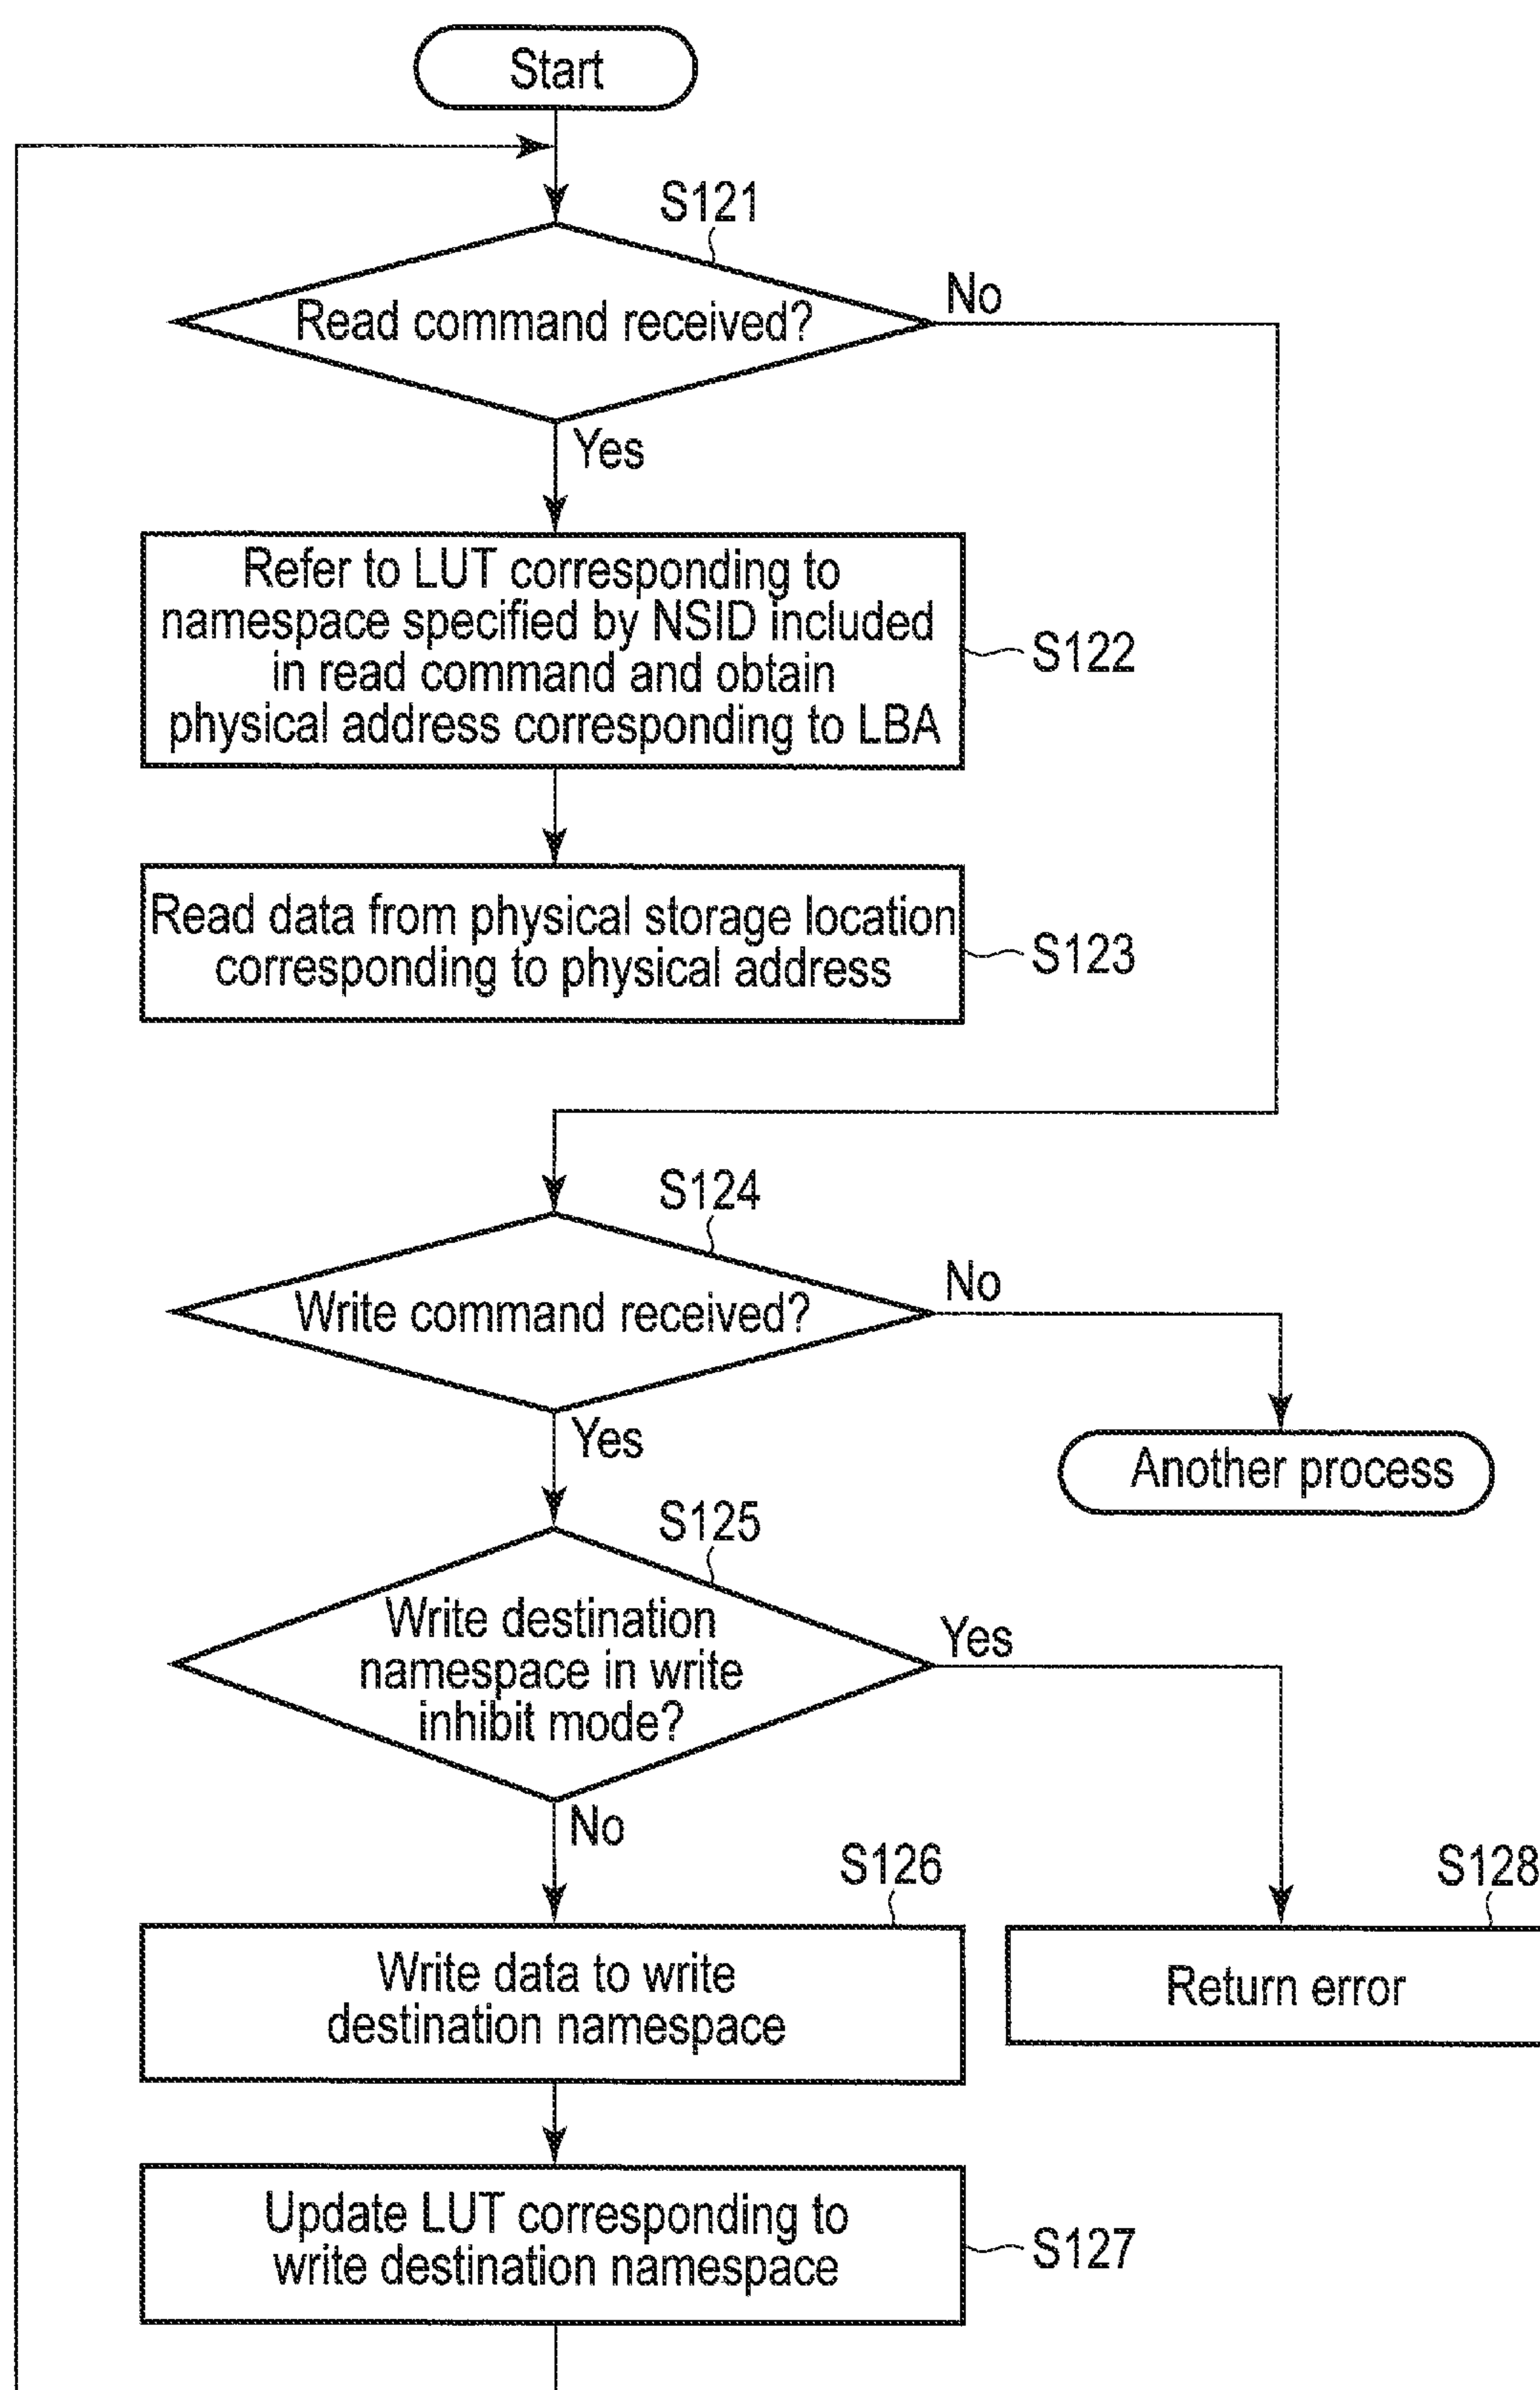 Start
S121
Read command received?
No
Yes
Refer to LUT corresponding to
namespace specified by NSID included
in read command and obtain
physical address corresponding to LBA
S122
Read data from physical storage location
corresponding to physical address
S123
S124
Write command received?
No
Yes
Another process
S125
Write destination
namespace in write
inhibit mode?
Yes
No
S126
S128
Write data to write
destination namespace
Return error
Update LUT corresponding to
write destination namespace
S127